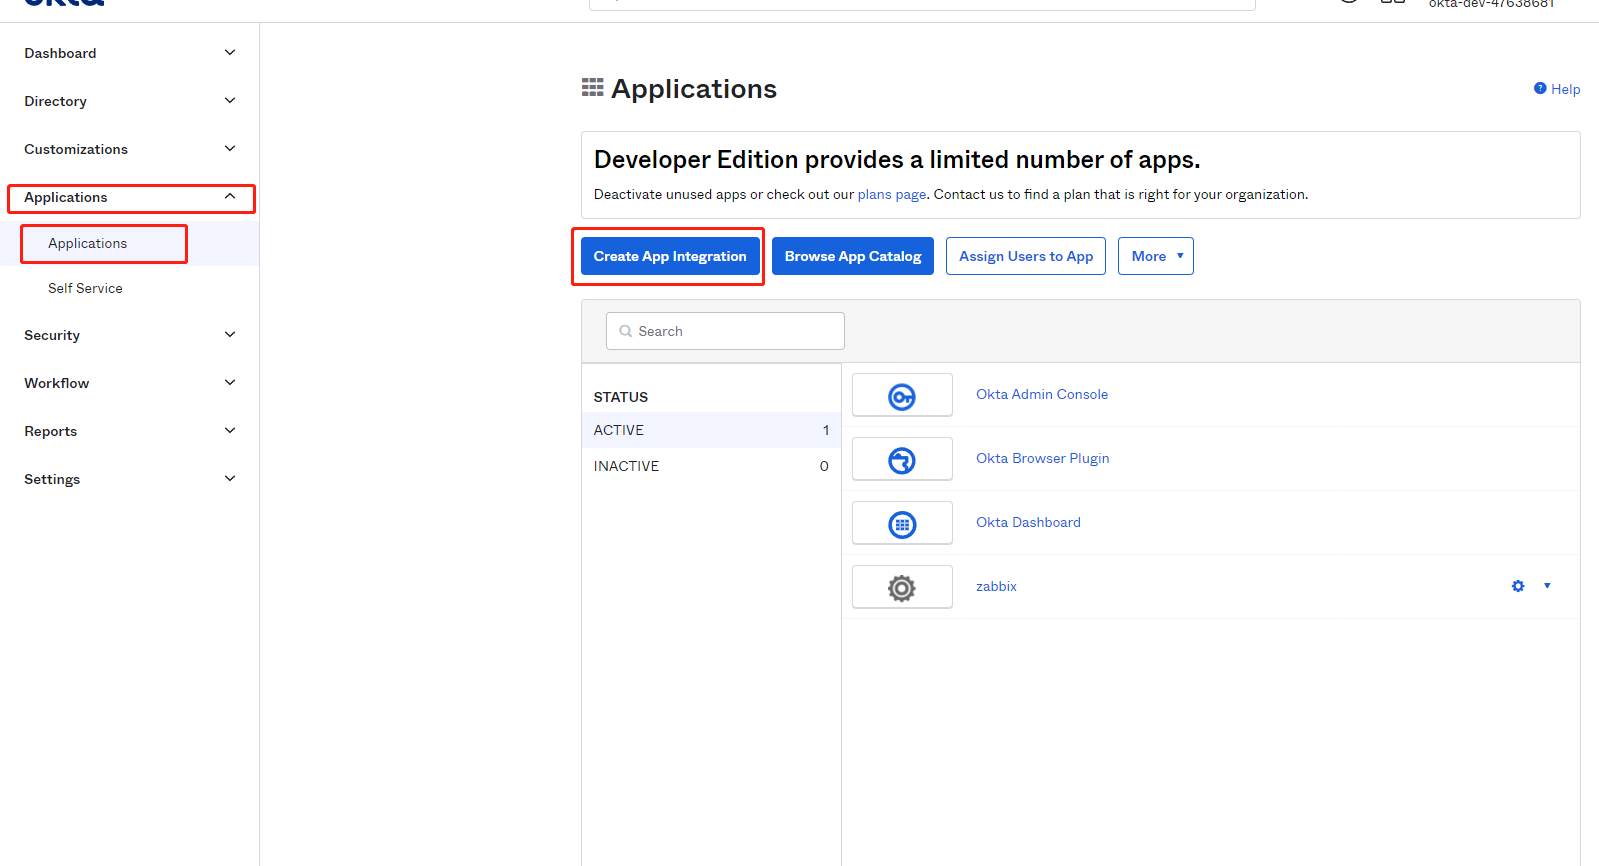 okta
okta-dev-47638681
Dashboard
Directory
Customizations
Applications
Applications
Self Service
Security
Workflow
Reports
Settings
Applications
? Help
Developer Edition provides a limited number of apps.
Deactivate unused apps or check out our plans page. Contact us to find a plan that is right for your organization.
Create App Integration
Browse App Catalog
Assign Users to App
More
Search
STATUS
ACTIVE 1
INACTIVE 0
Okta Admin Console
Okta Browser Plugin
Okta Dashboard
zabbix